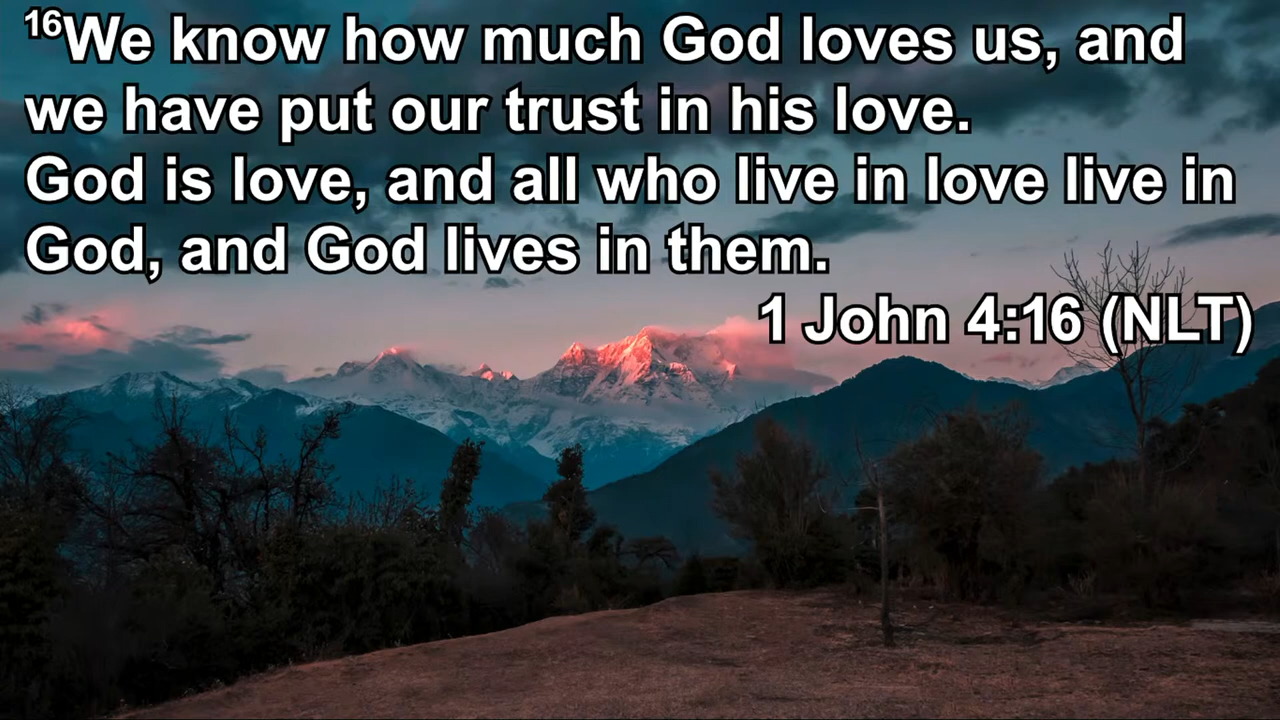 16We know how much God loves us, and
we have put our trust in his love.
God is love, and all who live in love live in
God, and God lives in them.
1 John 4:16 (NLT)